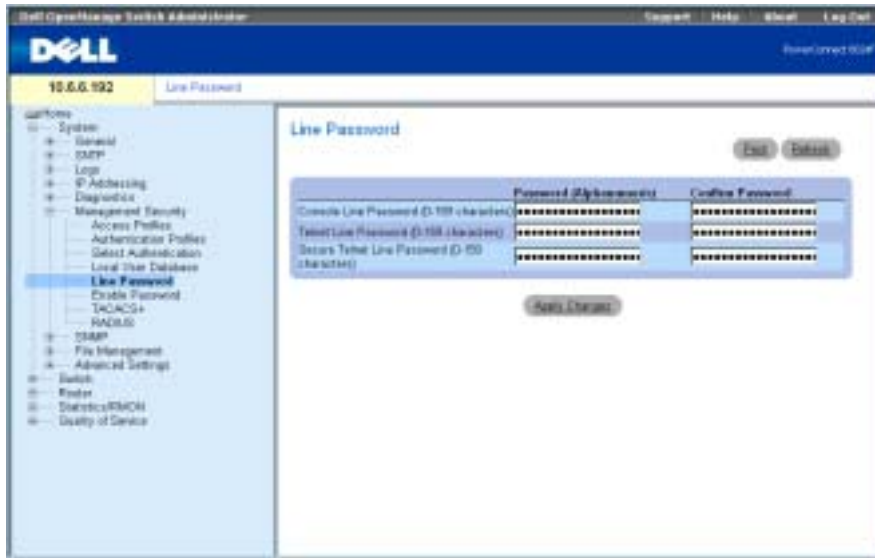 Dell OpenManage Switch Administrator
Support Help About Log Out
DELL
PowerConnect 6024F
10.6.6.192
Line Password
Home
System
General
SNTP
Logs
IP Addressing
Diagnostics
Management Security
Access Profiles
Authentication Profiles
Select Authentication
Local User Database
Line Password
Enable Password
TACACS+
RADIUS
SNMP
File Management
Advanced Settings
Switch
Router
Statistics/RMON
Quality of Service
Line Password
Print Refresh
Password (Alphanumeric) Confirm Password
Console Line Password (0-159 characters)
Telnet Line Password (0-159 characters)
Secure Telnet Line Password (0-159
characters)
Apply Changes